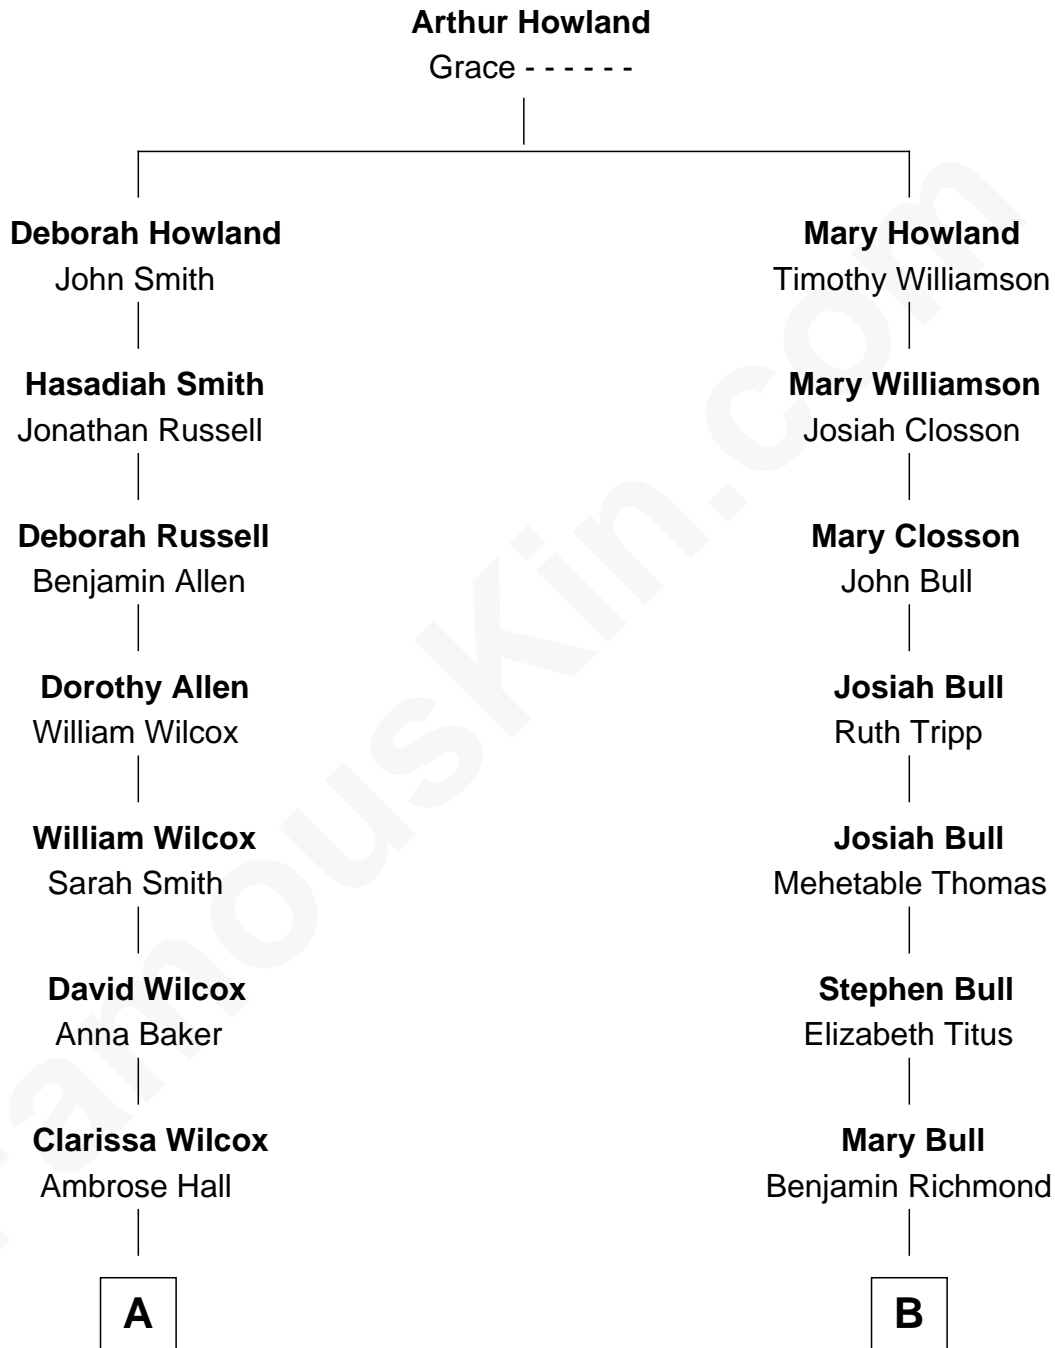 Arthur Howland
Grace - - - - - -
Deborah Howland
John Smith
Mary Howland
Timothy Williamson
Hasadiah Smith
Jonathan Russell
Mary Williamson
Josiah Closson
Deborah Russell
Benjamin Allen
Mary Closson
John Bull
Dorothy Allen
William Wilcox
Josiah Bull
Ruth Tripp
William Wilcox
Sarah Smith
Josiah Bull
Mehetable Thomas
David Wilcox
Anna Baker
Stephen Bull
Elizabeth Titus
Clarissa Wilcox
Ambrose Hall
Mary Bull
Benjamin Richmond
A
B
FamousKin.com